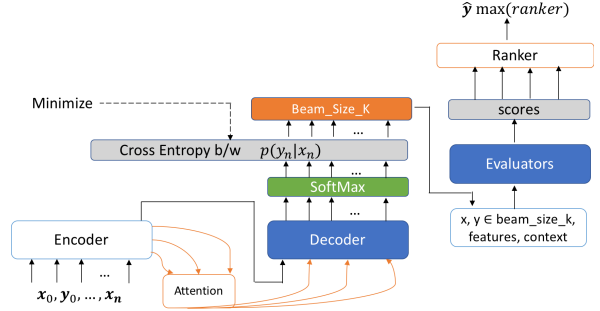 ŷ max(ranker)
Ranker
Minimize
Beam_Size_K
scores
...
Cross Entropy b/w p(yₙ|xₙ)
...
Evaluators
SoftMax
...
x, y ∈ beam_size_k,
features, context
Encoder
Decoder
...
Attention
x₀, y₀, ..., xₙ